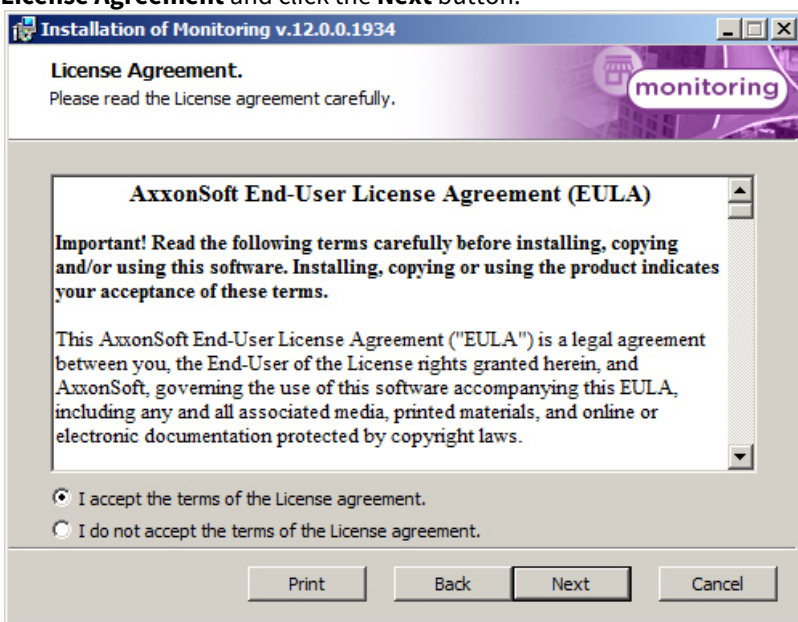 License Agreement and click the Next button.
Installation of Monitoring v.12.0.0.1934
License Agreement.
Please read the License agreement carefully.
monitoring
AxxonSoft End-User License Agreement (EULA)
Important! Read the following terms carefully before installing, copying
and/or using this software. Installing, copying or using the product indicates
your acceptance of these terms.
This AxxonSoft End-User License Agreement ("EULA") is a legal agreement
between you, the End-User of the License rights granted herein, and
AxxonSoft, governing the use of this software accompanying this EULA,
including any and all associated media, printed materials, and online or
electronic documentation protected by copyright laws.
I accept the terms of the License agreement.
I do not accept the terms of the License agreement.
Print Back Next Cancel